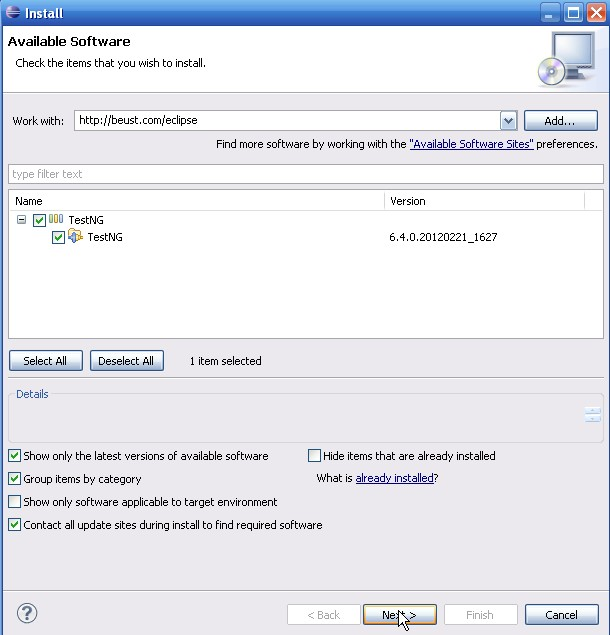 Install
Available Software
Check the items that you wish to install.
Work with: http://beust.com/eclipse Add...
Find more software by working with the "Available Software Sites" preferences.
type filter text
Name Version
TestNG
TestNG 6.4.0.20120221_1627
Select All Deselect All 1 item selected
Details
Show only the latest versions of available software Hide items that are already installed
Group items by category What is already installed?
Show only software applicable to target environment
Contact all update sites during install to find required software
? < Back Next > Finish Cancel